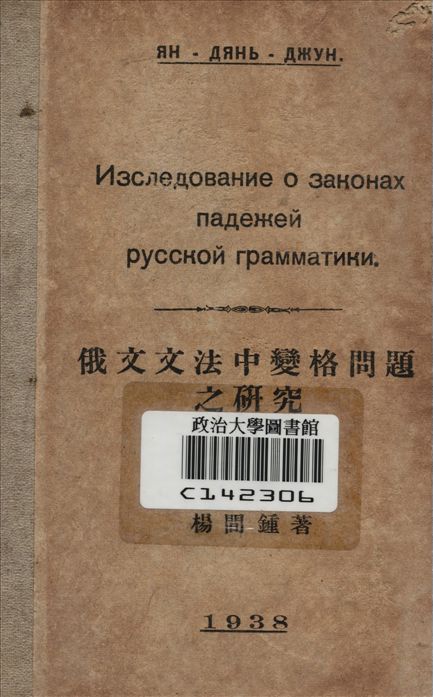 ЯН - ДЯНЬ - ДЖУН.
Изследование о законах
падежей
русской грамматики.
俄文文法中變格問題
之研究
政治大學圖書館
C142306
楊誾鍾著
1938